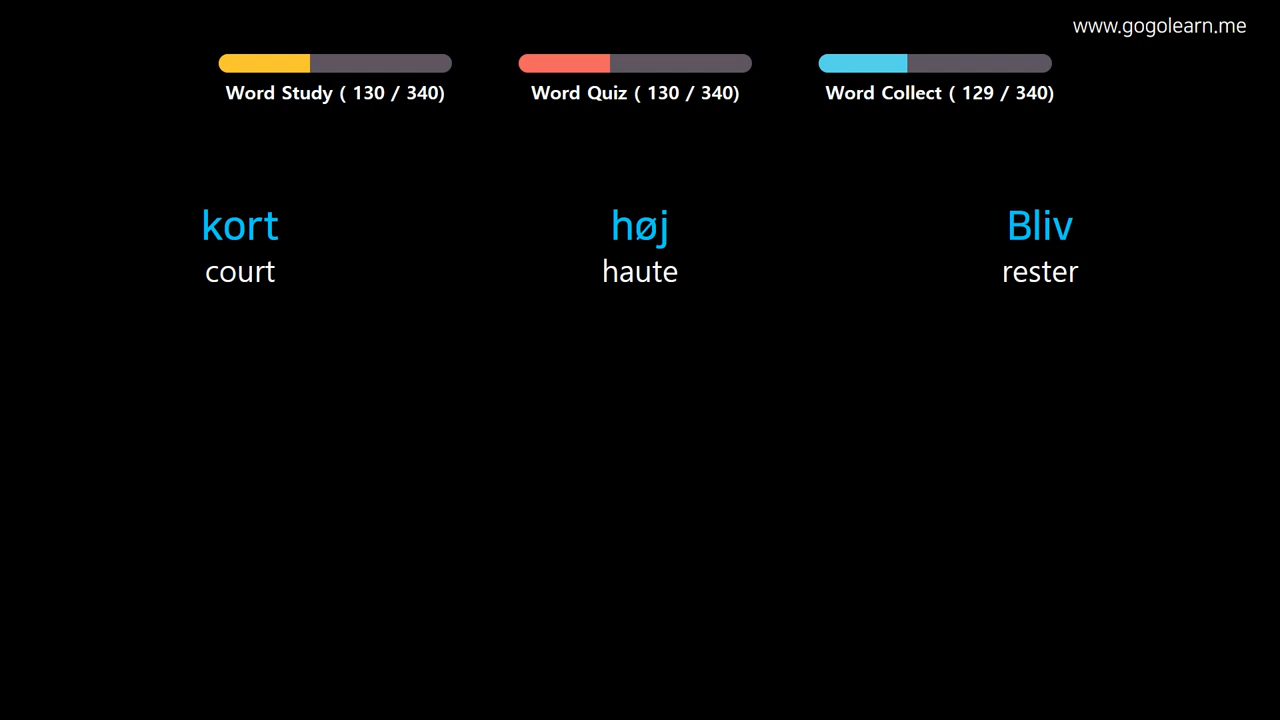 www.gogolearn.me
Word Study ( 130 / 340)
Word Quiz ( 130 / 340)
Word Collect ( 129 / 340)
kort
court
høj
haute
Bliv
rester